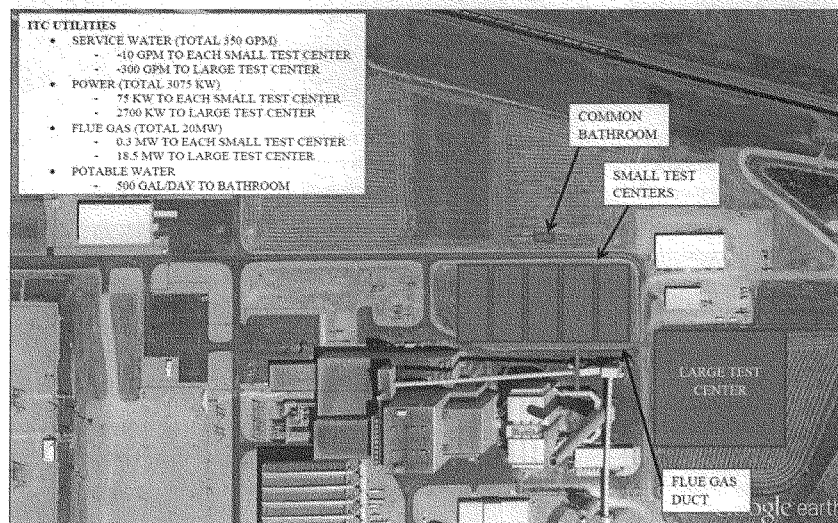 ITC UTILITIES
• SERVICE WATER (TOTAL 350 GPM)
- ~10 GPM TO EACH SMALL TEST CENTER
- ~300 GPM TO LARGE TEST CENTER
• POWER (TOTAL 3075 KW)
- 75 KW TO EACH SMALL TEST CENTER
- 2700 KW TO LARGE TEST CENTER
• FLUE GAS (TOTAL 20MW)
- 0.3 MW TO EACH SMALL TEST CENTER
- 18.5 MW TO LARGE TEST CENTER
• POTABLE WATER
- 500 GAL/DAY TO BATHROOM
COMMON
BATHROOM
SMALL TEST
CENTERS
LARGE TEST
CENTER
FLUE GAS
DUCT
ogle earth